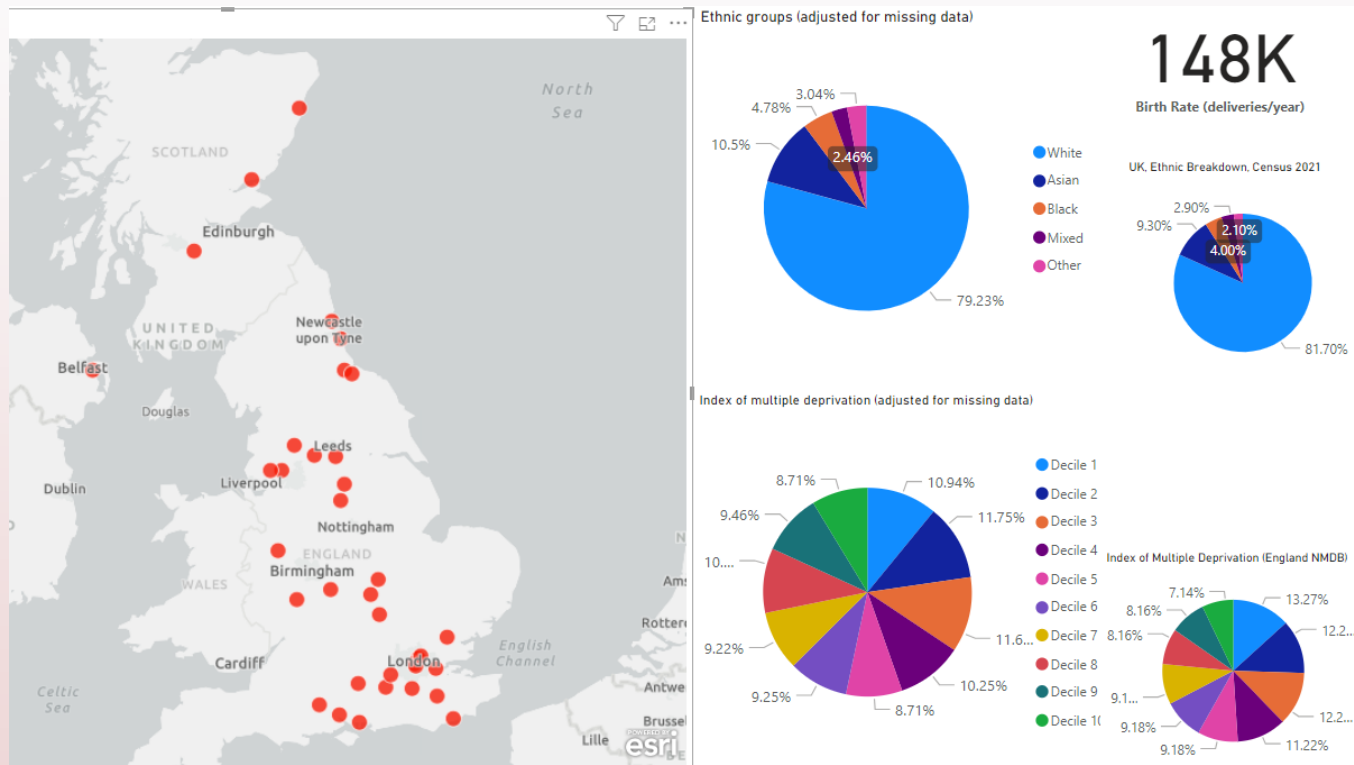 North
Sea
SCOTLAND
Edinburgh
UNITED
KINGDOM
Newcastle
upon Tyne
Belfast
Douglas
Leeds
Dublin
Liverpool
Nottingham
ENGLAND
Birmingham
WALES
Cardiff
London
English
Channel
Celtic
Sea
Ams
Rotter
Antwe
Brusse
Lille
POWERED BY
esri
Ethnic groups (adjusted for missing data)
3.04%
4.78%
10.5%
2.46%
79.23%
White
Asian
Black
Mixed
Other
148K
Birth Rate (deliveries/year)
UK, Ethnic Breakdown, Census 2021
2.90%
9.30%
2.10%
4.00%
81.70%
Index of multiple deprivation (adjusted for missing data)
8.71%
10.94%
9.46%
11.75%
10....
11.6...
9.22%
10.25%
9.25%
8.71%
Decile 1
Decile 2
Decile 3
Decile 4
Decile 5
Decile 6
Decile 7
Decile 8
Decile 9
Decile 10
Index of Multiple Deprivation (England NMDB)
7.14%
13.27%
8.16%
12.2...
8.16%
9.1...
12.2...
9.18%
11.22%
9.18%